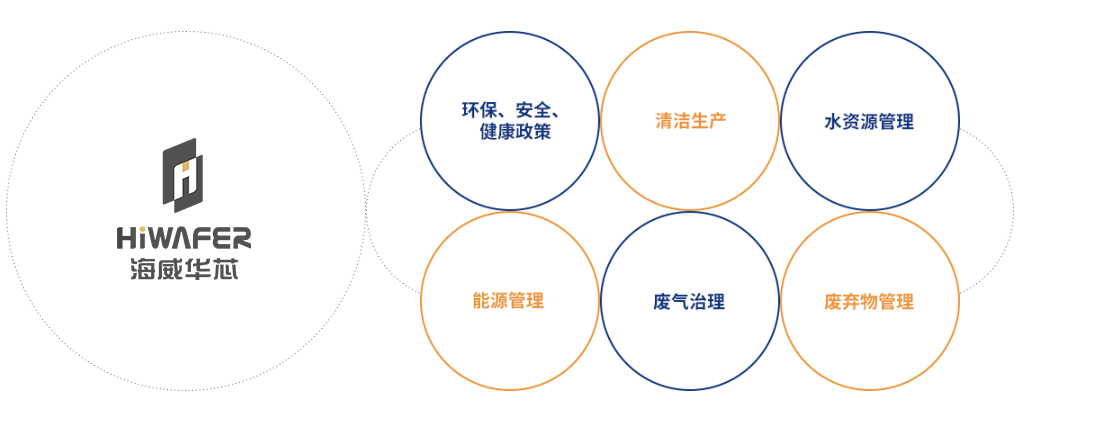 HiWAFER
海威华芯
环保、安全、
健康政策
清洁生产
水资源管理
能源管理
废气治理
废弃物管理